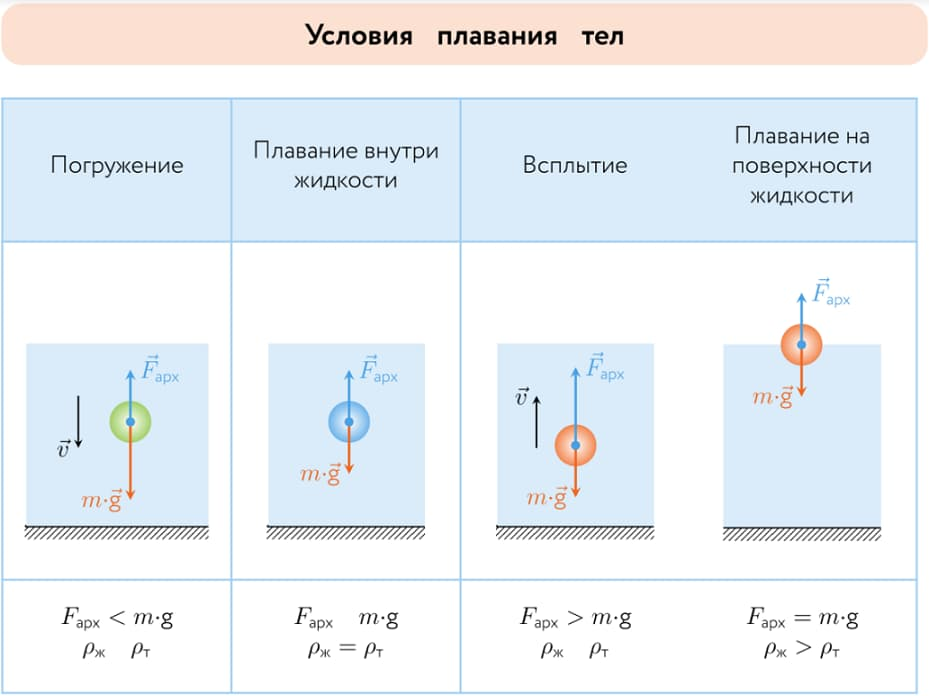 Условия плавания тел
Погружение
Плавание внутри
жидкости
Всплытие
Плавание на
поверхности
жидкости
F⃗арх
v⃗
m·g⃗
F⃗арх
m·g⃗
F⃗арх
v⃗
m·g⃗
F⃗арх
m·g⃗
Fарх < m·g
ρж ρт
Fарх m·g
ρж = ρт
Fарх > m·g
ρж ρт
Fарх = m·g
ρж > ρт